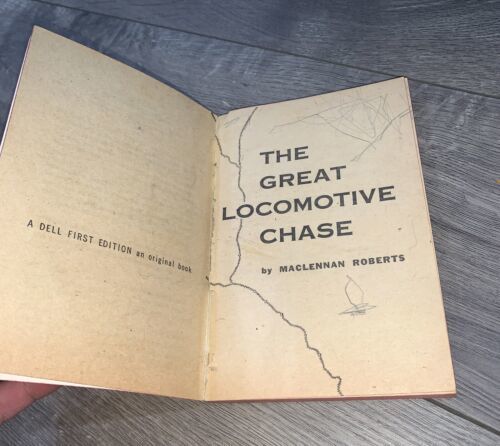 A DELL FIRST EDITION an original book
THE
GREAT
LOCOMOTIVE
CHASE
by MACLENNAN ROBERTS